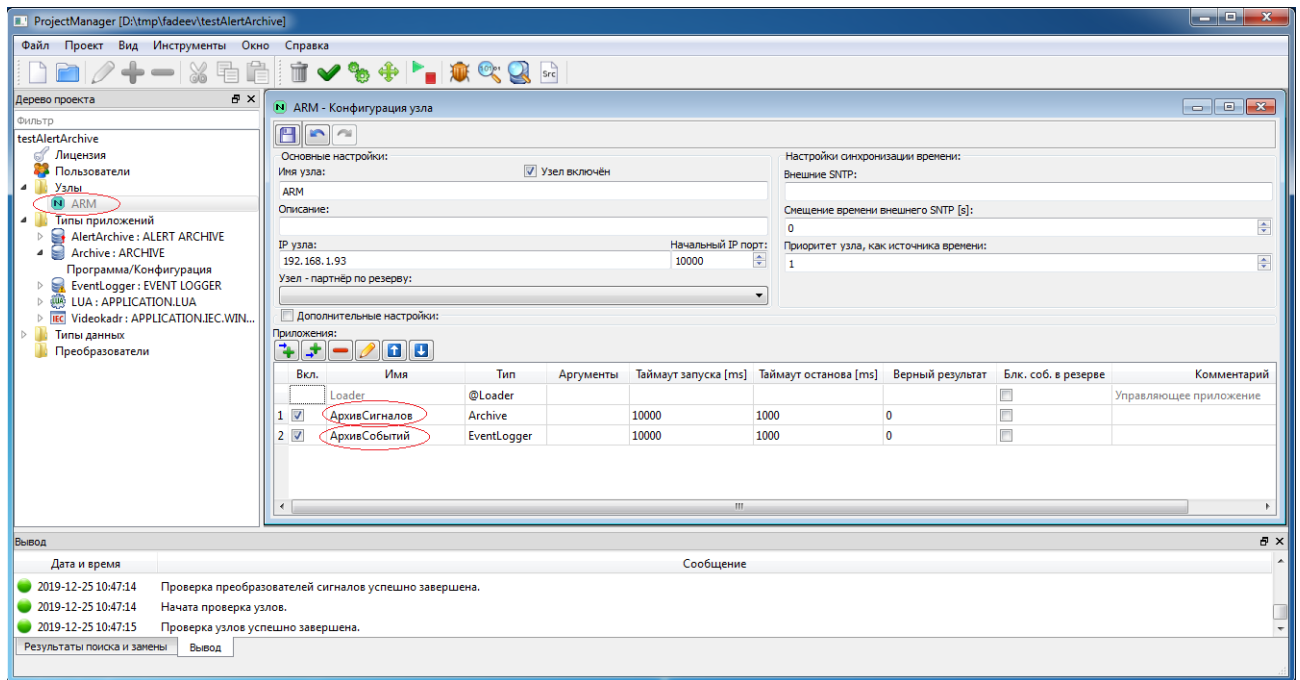 ProjectManager [D:\tmp\fadeev\testAlertArchive]
Файл Проект Вид Инструменты Окно Справка
Src
Дерево проекта
Фильтр
testAlertArchive
Лицензия
Пользователи
Узлы
N ARM
Типы приложений
AlertArchive : ALERT ARCHIVE
Archive : ARCHIVE
Программа/Конфигурация
EventLogger : EVENT LOGGER
LUA : APPLICATION.LUA
IEC Videokadr : APPLICATION.IEC.WIN...
Типы данных
Преобразователи
N ARM - Конфигурация узла
Основные настройки:
Имя узла: Узел включён
ARM
Описание:
IP узла: Начальный IP порт:
192.168.1.93 10000
Узел - партнёр по резерву:
Настройки синхронизации времени:
Внешние SNTP:
Смещение времени внешнего SNTP [s]:
0
Приоритет узла, как источника времени:
1
Дополнительные настройки:
Приложения:
Вкл. Имя Тип Аргументы Таймаут запуска [ms] Таймаут останова [ms] Верный результат Блк. соб. в резерве Комментарий
Loader @Loader Управляющее приложение
1 АрхивСигналов Archive 10000 1000 0
2 АрхивСобытий EventLogger 10000 1000 0
Вывод
Дата и время Сообщение
2019-12-25 10:47:14 Проверка преобразователей сигналов успешно завершена.
2019-12-25 10:47:14 Начата проверка узлов.
2019-12-25 10:47:15 Проверка узлов успешно завершена.
Результаты поиска и замены Вывод